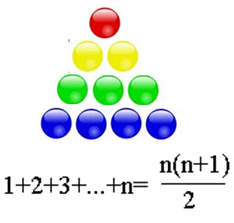 1+2+3+...+n= n(n+1)/2